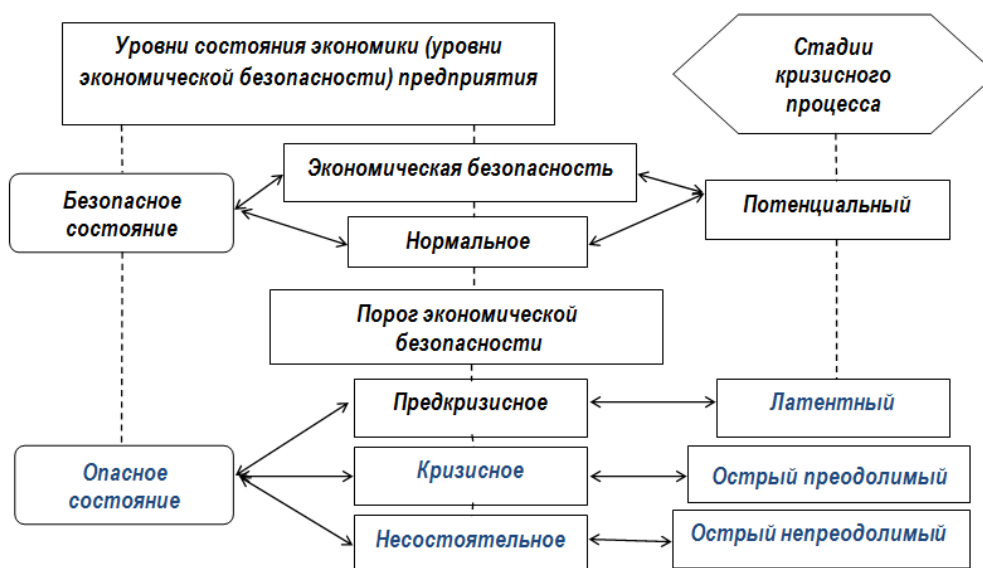 Уровни состояния экономики (уровни
экономической безопасности) предприятия
Стадии
кризисного
процесса
Экономическая безопасность
Безопасное
состояние
Нормальное
Потенциальный
Порог экономической
безопасности
Предкризисное
Латентный
Опасное
состояние
Кризисное
Острый преодолимый
Несостоятельное
Острый непреодолимый